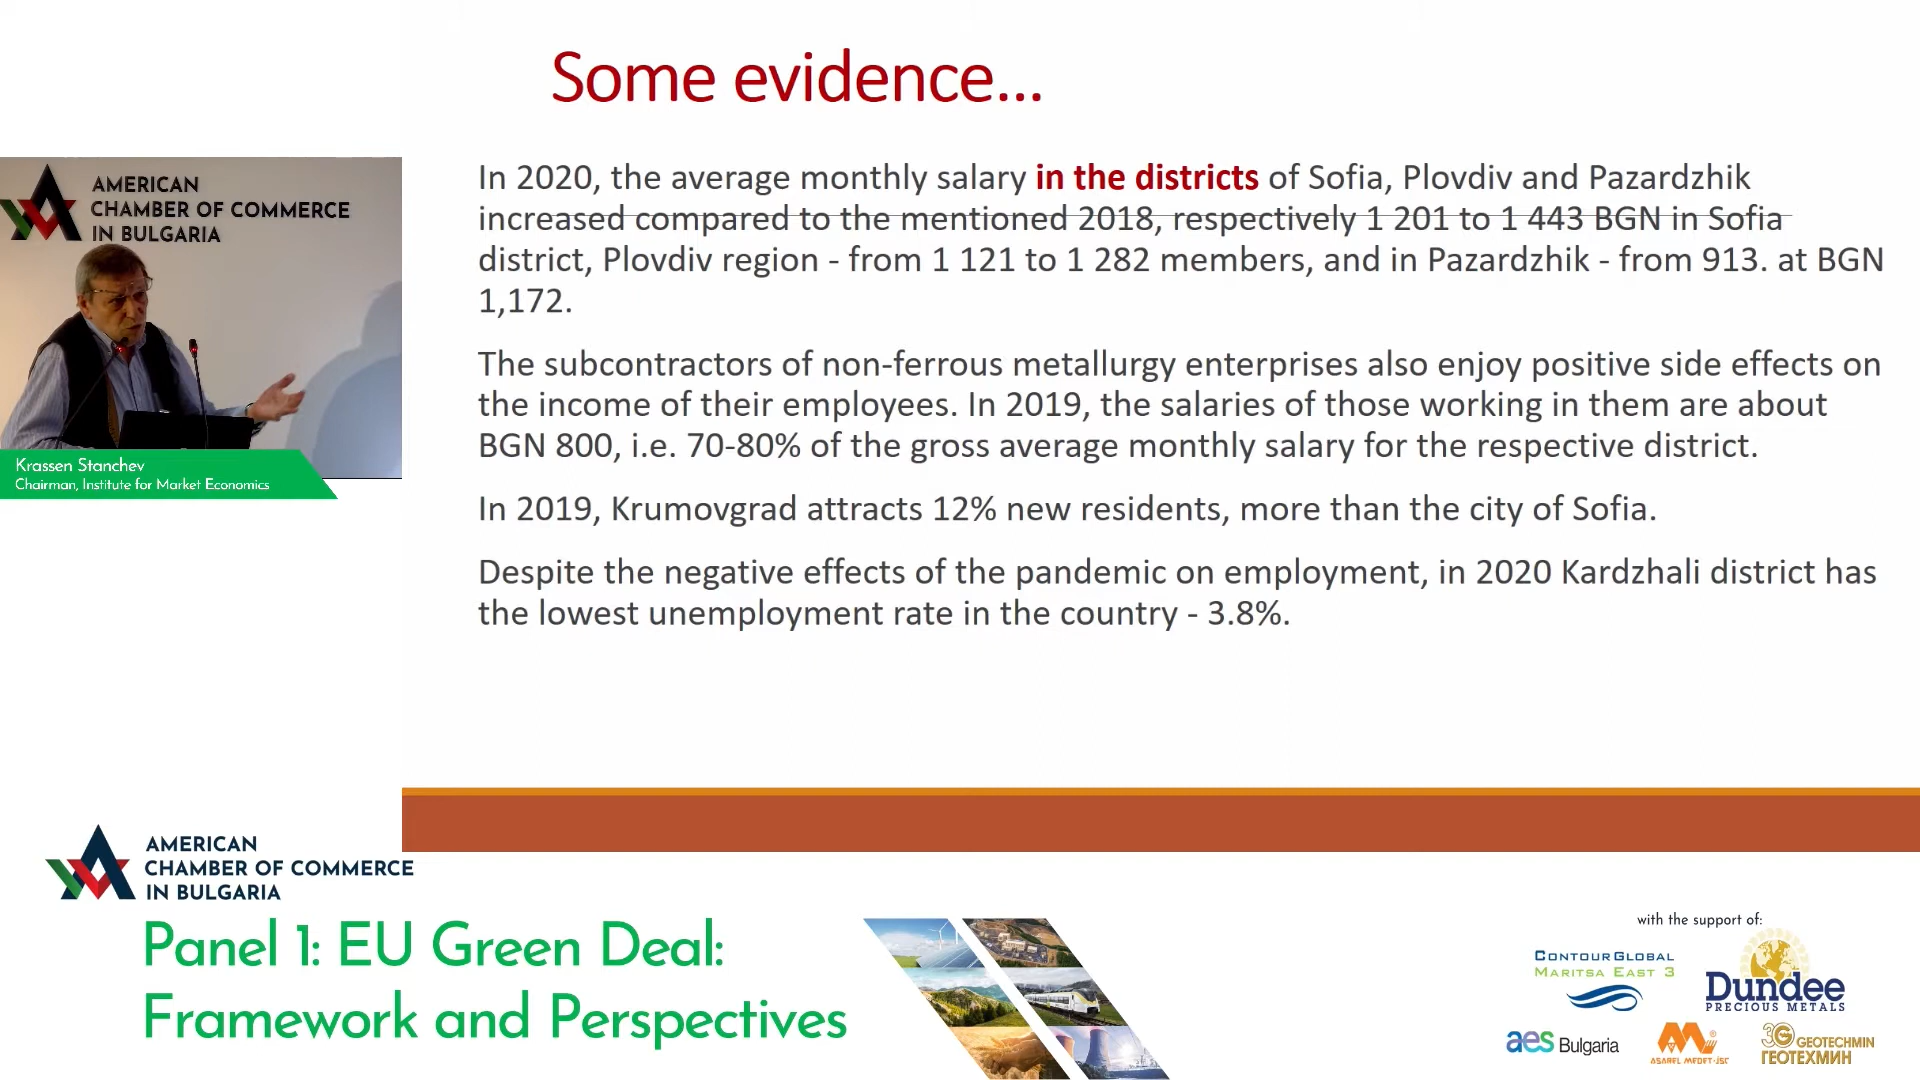 Some evidence...
In 2020, the average monthly salary in the districts of Sofia, Plovdiv and Pazardzhik
increased compared to the mentioned 2018, respectively 1 201 to 1 443 BGN in Sofia
district, Plovdiv region - from 1 121 to 1 282 members, and in Pazardzhik - from 913. at BGN
1,172.
The subcontractors of non-ferrous metallurgy enterprises also enjoy positive side effects on
the income of their employees. In 2019, the salaries of those working in them are about
BGN 800, i.e. 70-80% of the gross average monthly salary for the respective district.
In 2019, Krumovgrad attracts 12% new residents, more than the city of Sofia.
Despite the negative effects of the pandemic on employment, in 2020 Kardzhali district has
the lowest unemployment rate in the country - 3.8%.
AMERICAN
CHAMBER OF COMMERCE
IN BULGARIA
Krassen Stanchev
Chairman, Institute for Market Economics
AMERICAN
CHAMBER OF COMMERCE
IN BULGARIA
Panel 1: EU Green Deal:
Framework and Perspectives
with the support of:
CONTOURGLOBAL
MARITSA EAST 3
Dundee
PRECIOUS METALS
aes Bulgaria
ASAREL MEDET-JSC
3G GEOTECHMIN
ГЕОТЕХМИН